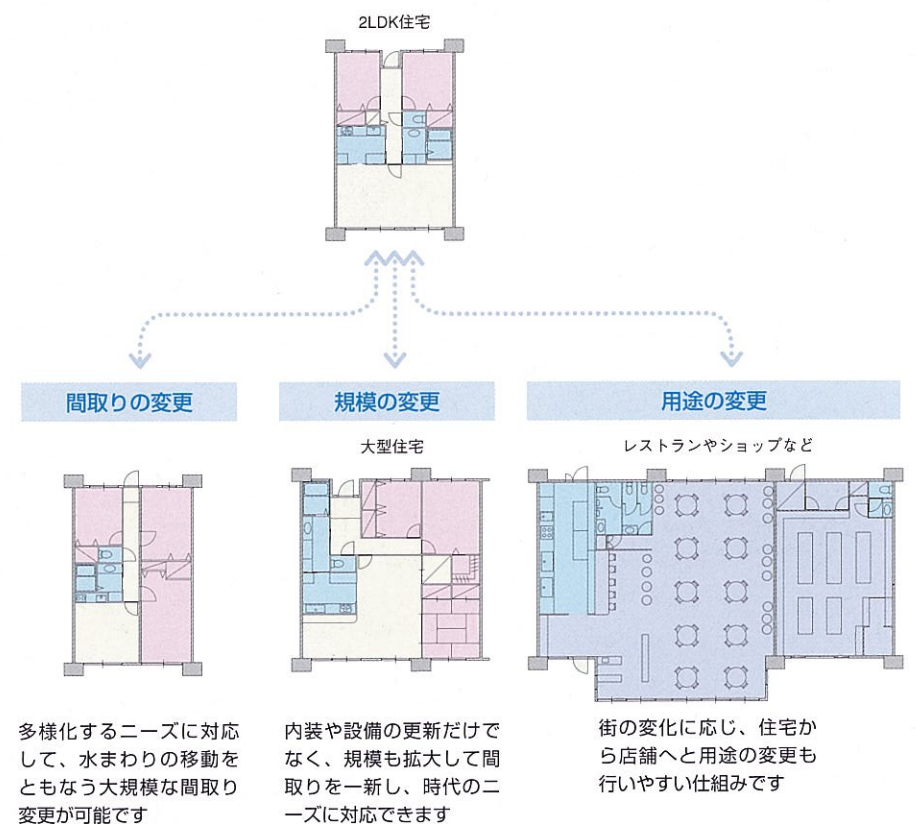 2LDK住宅
間取りの変更
規模の変更
用途の変更
大型住宅
レストランやショップなど
多様化するニーズに対応
して、水まわりの移動を
ともなう大規模な間取り
変更が可能です
内装や設備の更新だけで
なく、規模も拡大して間
取りを一新し、時代のニ
ーズに対応できます
街の変化に応じ、住宅か
ら店舗へと用途の変更も
行いやすい仕組みです